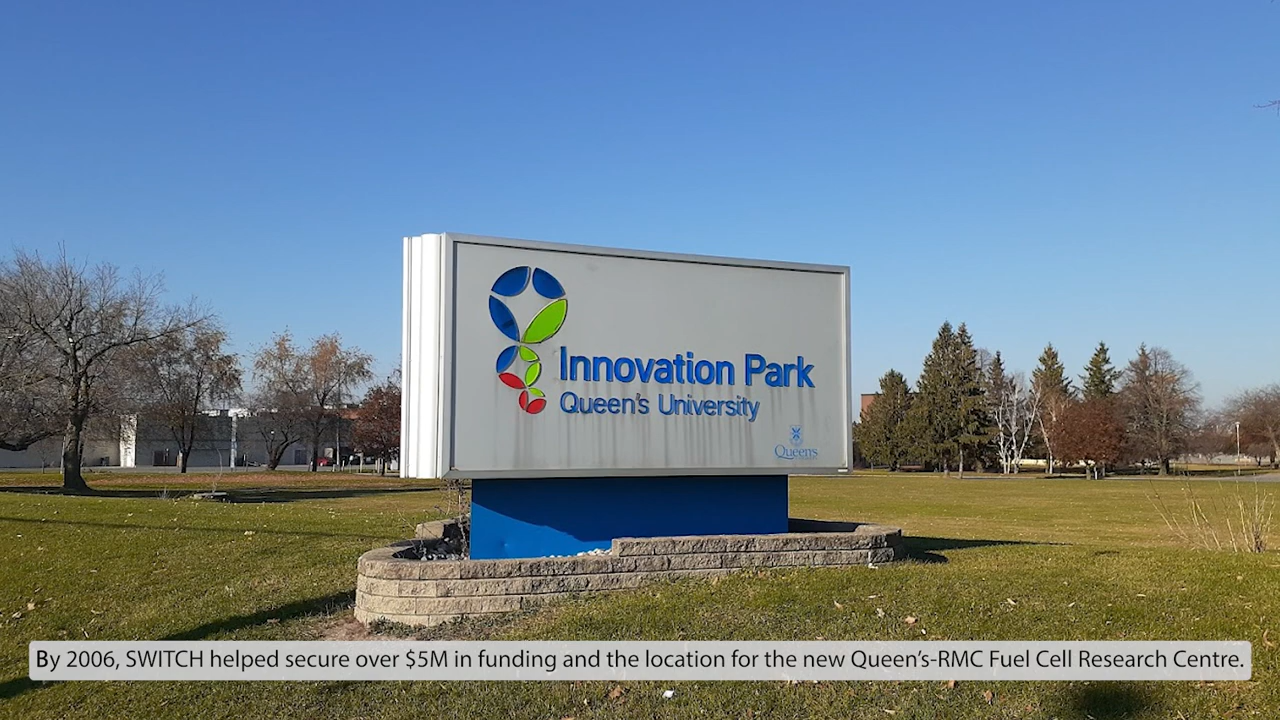 Innovation Park
Queen's University
Queen's
By 2006, SWITCH helped secure over $5M in funding and the location for the new Queen's-RMC Fuel Cell Research Centre.